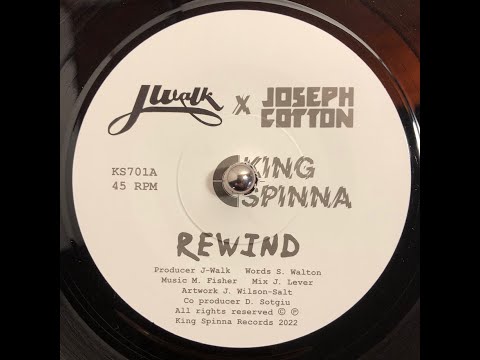 J Walk X JOSEPH COTTON
KS701A
45 RPM
KING SPINNA
REWIND
Producer J-Walk Words S. Walton
Music M. Fisher Mix J. Lever
Artwork J. Wilson-Salt
Co producer D. Sotgiu
All rights reserved © ℗
King Spinna Records 2022